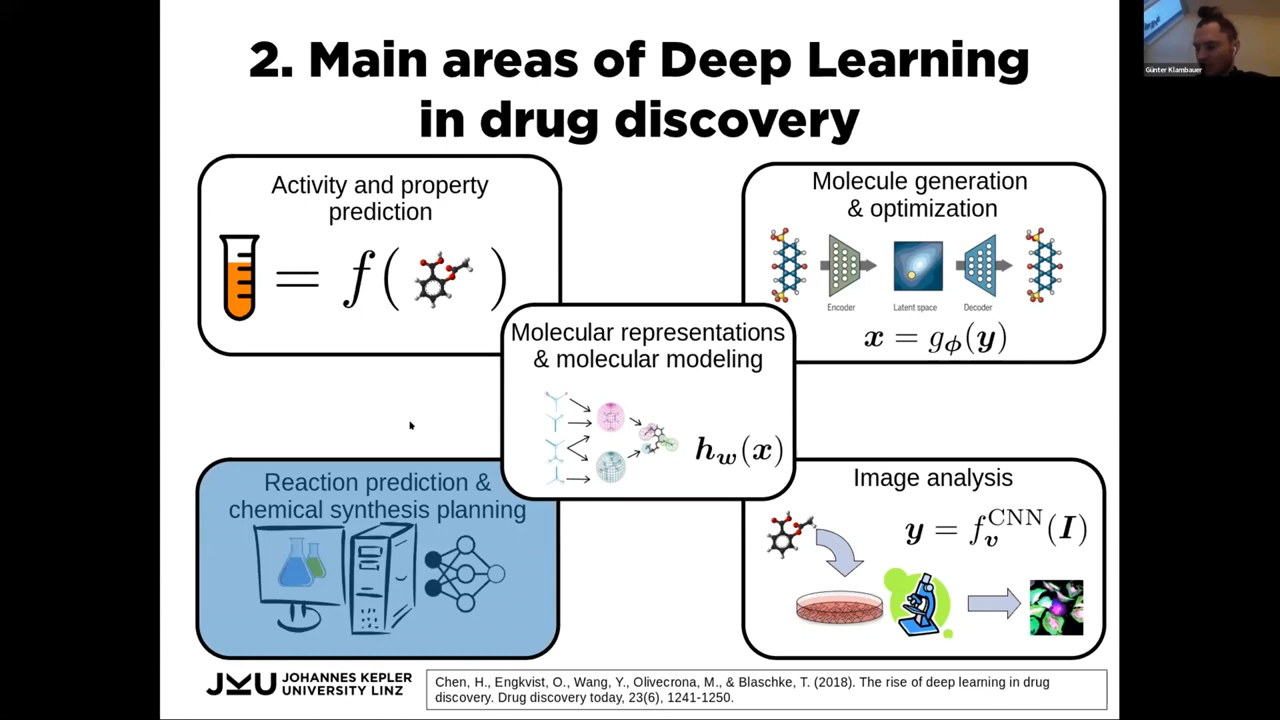 2. Main areas of Deep Learning
in drug discovery
Günter Klambauer
Activity and property
prediction
= f( )
Molecule generation
& optimization
Encoder
Latent space
Decoder
x = gϕ(y)
Molecular representations
& molecular modeling
hw(x)
Reaction prediction &
chemical synthesis planning
Image analysis
y = fvCNN(I)
JKU JOHANNES KEPLER
UNIVERSITY LINZ
Chen, H., Engkvist, O., Wang, Y., Olivecrona, M., & Blaschke, T. (2018). The rise of deep learning in drug
discovery. Drug discovery today, 23(6), 1241-1250.